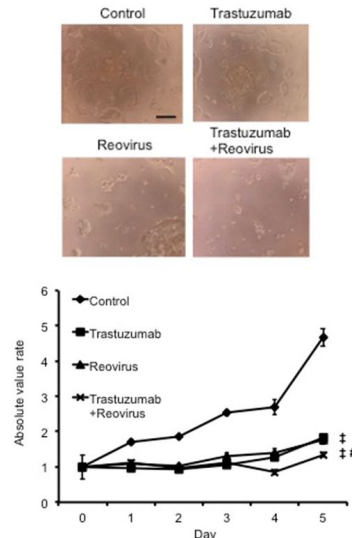 Control
Trastuzumab
Reovirus
Trastuzumab
+Reovirus
6
5
4
3
2
1
0
Absolute value rate
Control
Trastuzumab
Reovirus
Trastuzumab
+Reovirus
‡
‡ #
0 1 2 3 4 5
Day